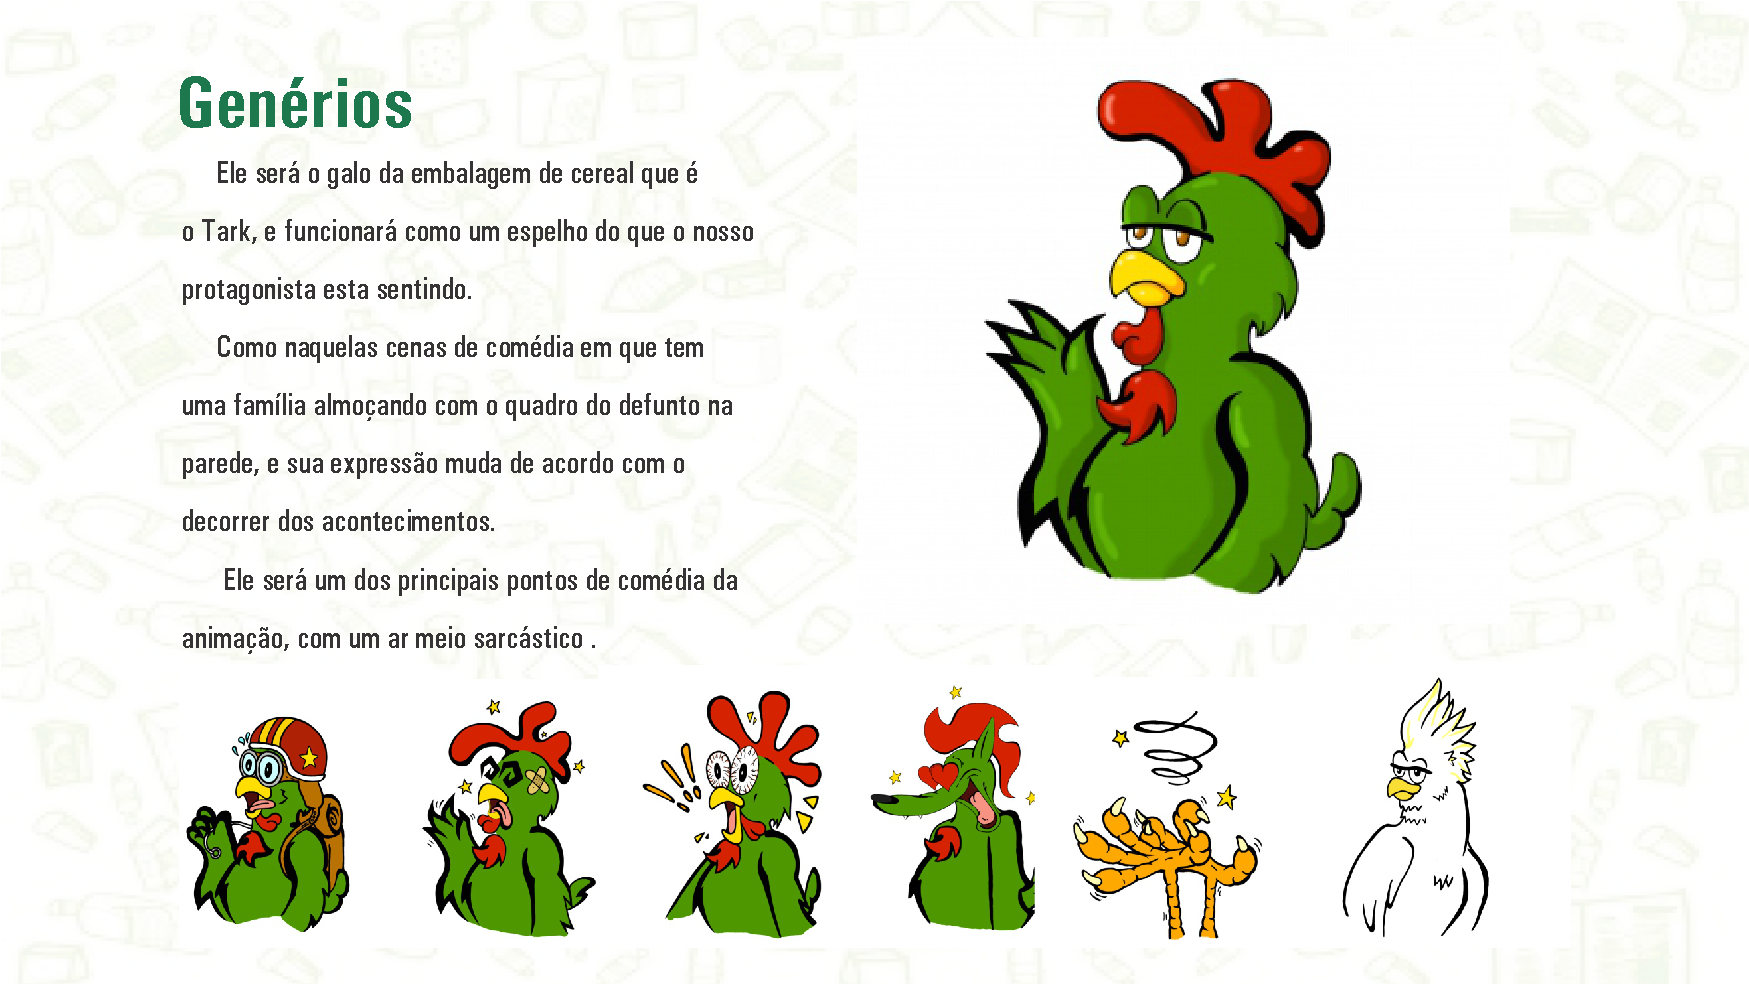 Genérios
Ele será o galo da embalagem de cereal que é
o Tark, e funcionará como um espelho do que o nosso
protagonista esta sentindo.
Como naquelas cenas de comédia em que tem
uma família almoçando com o quadro do defunto na
parede, e sua expressão muda de acordo com o
decorrer dos acontecimentos.
Ele será um dos principais pontos de comédia da
animação, com um ar meio sarcástico .